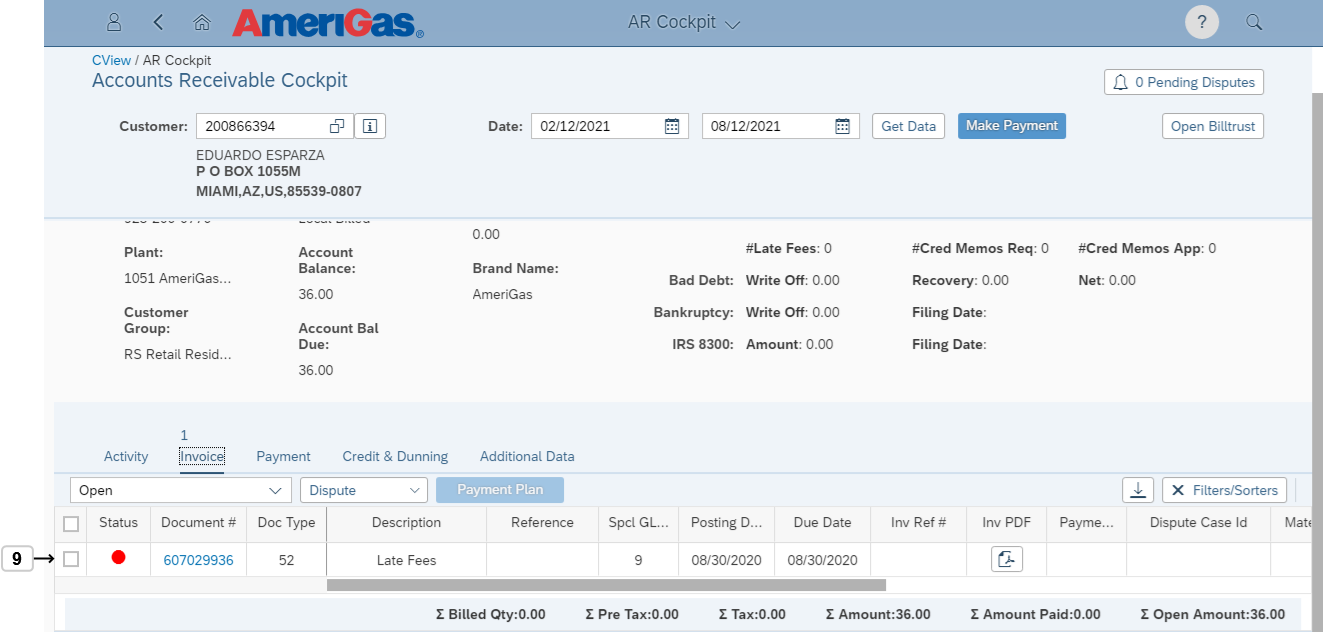 AmeriGas®
AR Cockpit
?
CView / AR Cockpit
Accounts Receivable Cockpit
0 Pending Disputes
Customer: 200866394
Date: 02/12/2021 08/12/2021 Get Data Make Payment Open Billtrust
EDUARDO ESPARZA
P O BOX 1055M
MIAMI,AZ,US,85539-0807
Plant:
1051 AmeriGas...
Customer
Group:
RS Retail Resid...
Local Billed
Account
Balance:
36.00
Account Bal
Due:
36.00
0.00
Brand Name:
AmeriGas
#Late Fees: 0 #Cred Memos Req: 0 #Cred Memos App: 0
Bad Debt: Write Off: 0.00 Recovery: 0.00 Net: 0.00
Bankruptcy: Write Off: 0.00 Filing Date:
IRS 8300: Amount: 0.00 Filing Date:
1
Activity Invoice Payment Credit & Dunning Additional Data
Open Dispute Payment Plan Filters/Sorters
Status Document # Doc Type Description Reference Spcl GL... Posting D... Due Date Inv Ref # Inv PDF Payme... Dispute Case Id Mate
9 607029936 52 Late Fees 9 08/30/2020 08/30/2020
Σ Billed Qty:0.00 Σ Pre Tax:0.00 Σ Tax:0.00 Σ Amount:36.00 Σ Amount Paid:0.00 Σ Open Amount:36.00